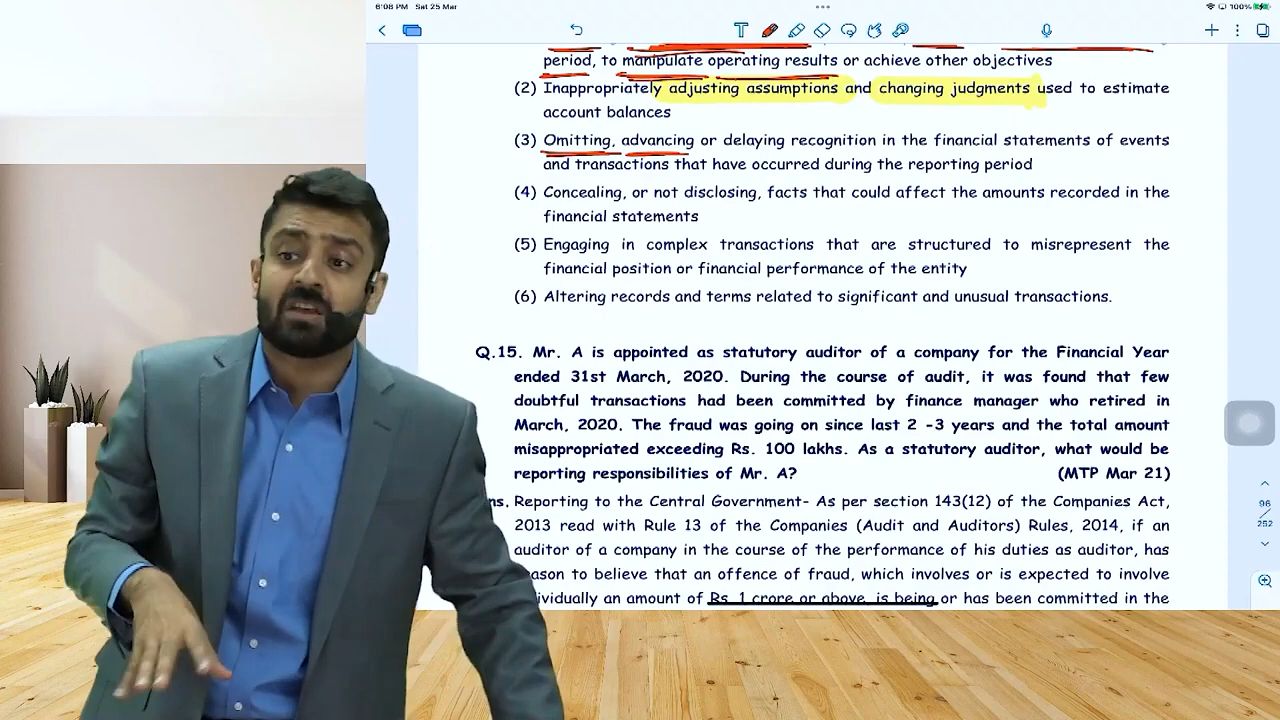 6:08 PM Sat 25 Mar
100%
T
period, to manipulate operating results or achieve other objectives
(2) Inappropriately adjusting assumptions and changing judgments used to estimate
account balances
(3) Omitting, advancing or delaying recognition in the financial statements of events
and transactions that have occurred during the reporting period
(4) Concealing, or not disclosing, facts that could affect the amounts recorded in the
financial statements
(5) Engaging in complex transactions that are structured to misrepresent the
financial position or financial performance of the entity
(6) Altering records and terms related to significant and unusual transactions.
Q.15. Mr. A is appointed as statutory auditor of a company for the Financial Year
ended 31st March, 2020. During the course of audit, it was found that few
doubtful transactions had been committed by finance manager who retired in
March, 2020. The fraud was going on since last 2 -3 years and the total amount
misappropriated exceeding Rs. 100 lakhs. As a statutory auditor, what would be
reporting responsibilities of Mr. A? (MTP Mar 21)
ns. Reporting to the Central Government- As per section 143(12) of the Companies Act,
2013 read with Rule 13 of the Companies (Audit and Auditors) Rules, 2014, if an
auditor of a company in the course of the performance of his duties as auditor, has
eason to believe that an offence of fraud, which involves or is expected to involve
dividually an amount of Rs. 1 crore or above, is being or has been committed in the
96
252